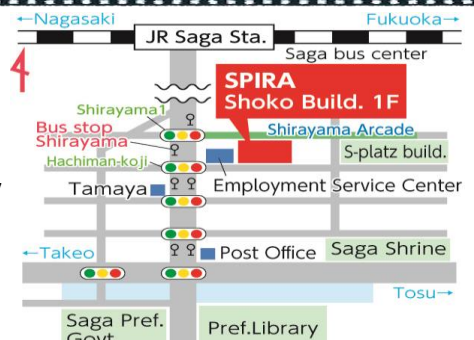 ←Nagasaki
Fukuoka→
JR Saga Sta.
Saga bus center
SPIRA
Shoko Build. 1F
Shirayama1
Bus stop
Shirayama
Shirayama Arcade
Hachiman-koji
S-platz build.
Tamaya
Employment Service Center
←Takeo
Post Office
Saga Shrine
Tosu→
Saga Pref.
Govt
Pref.Library